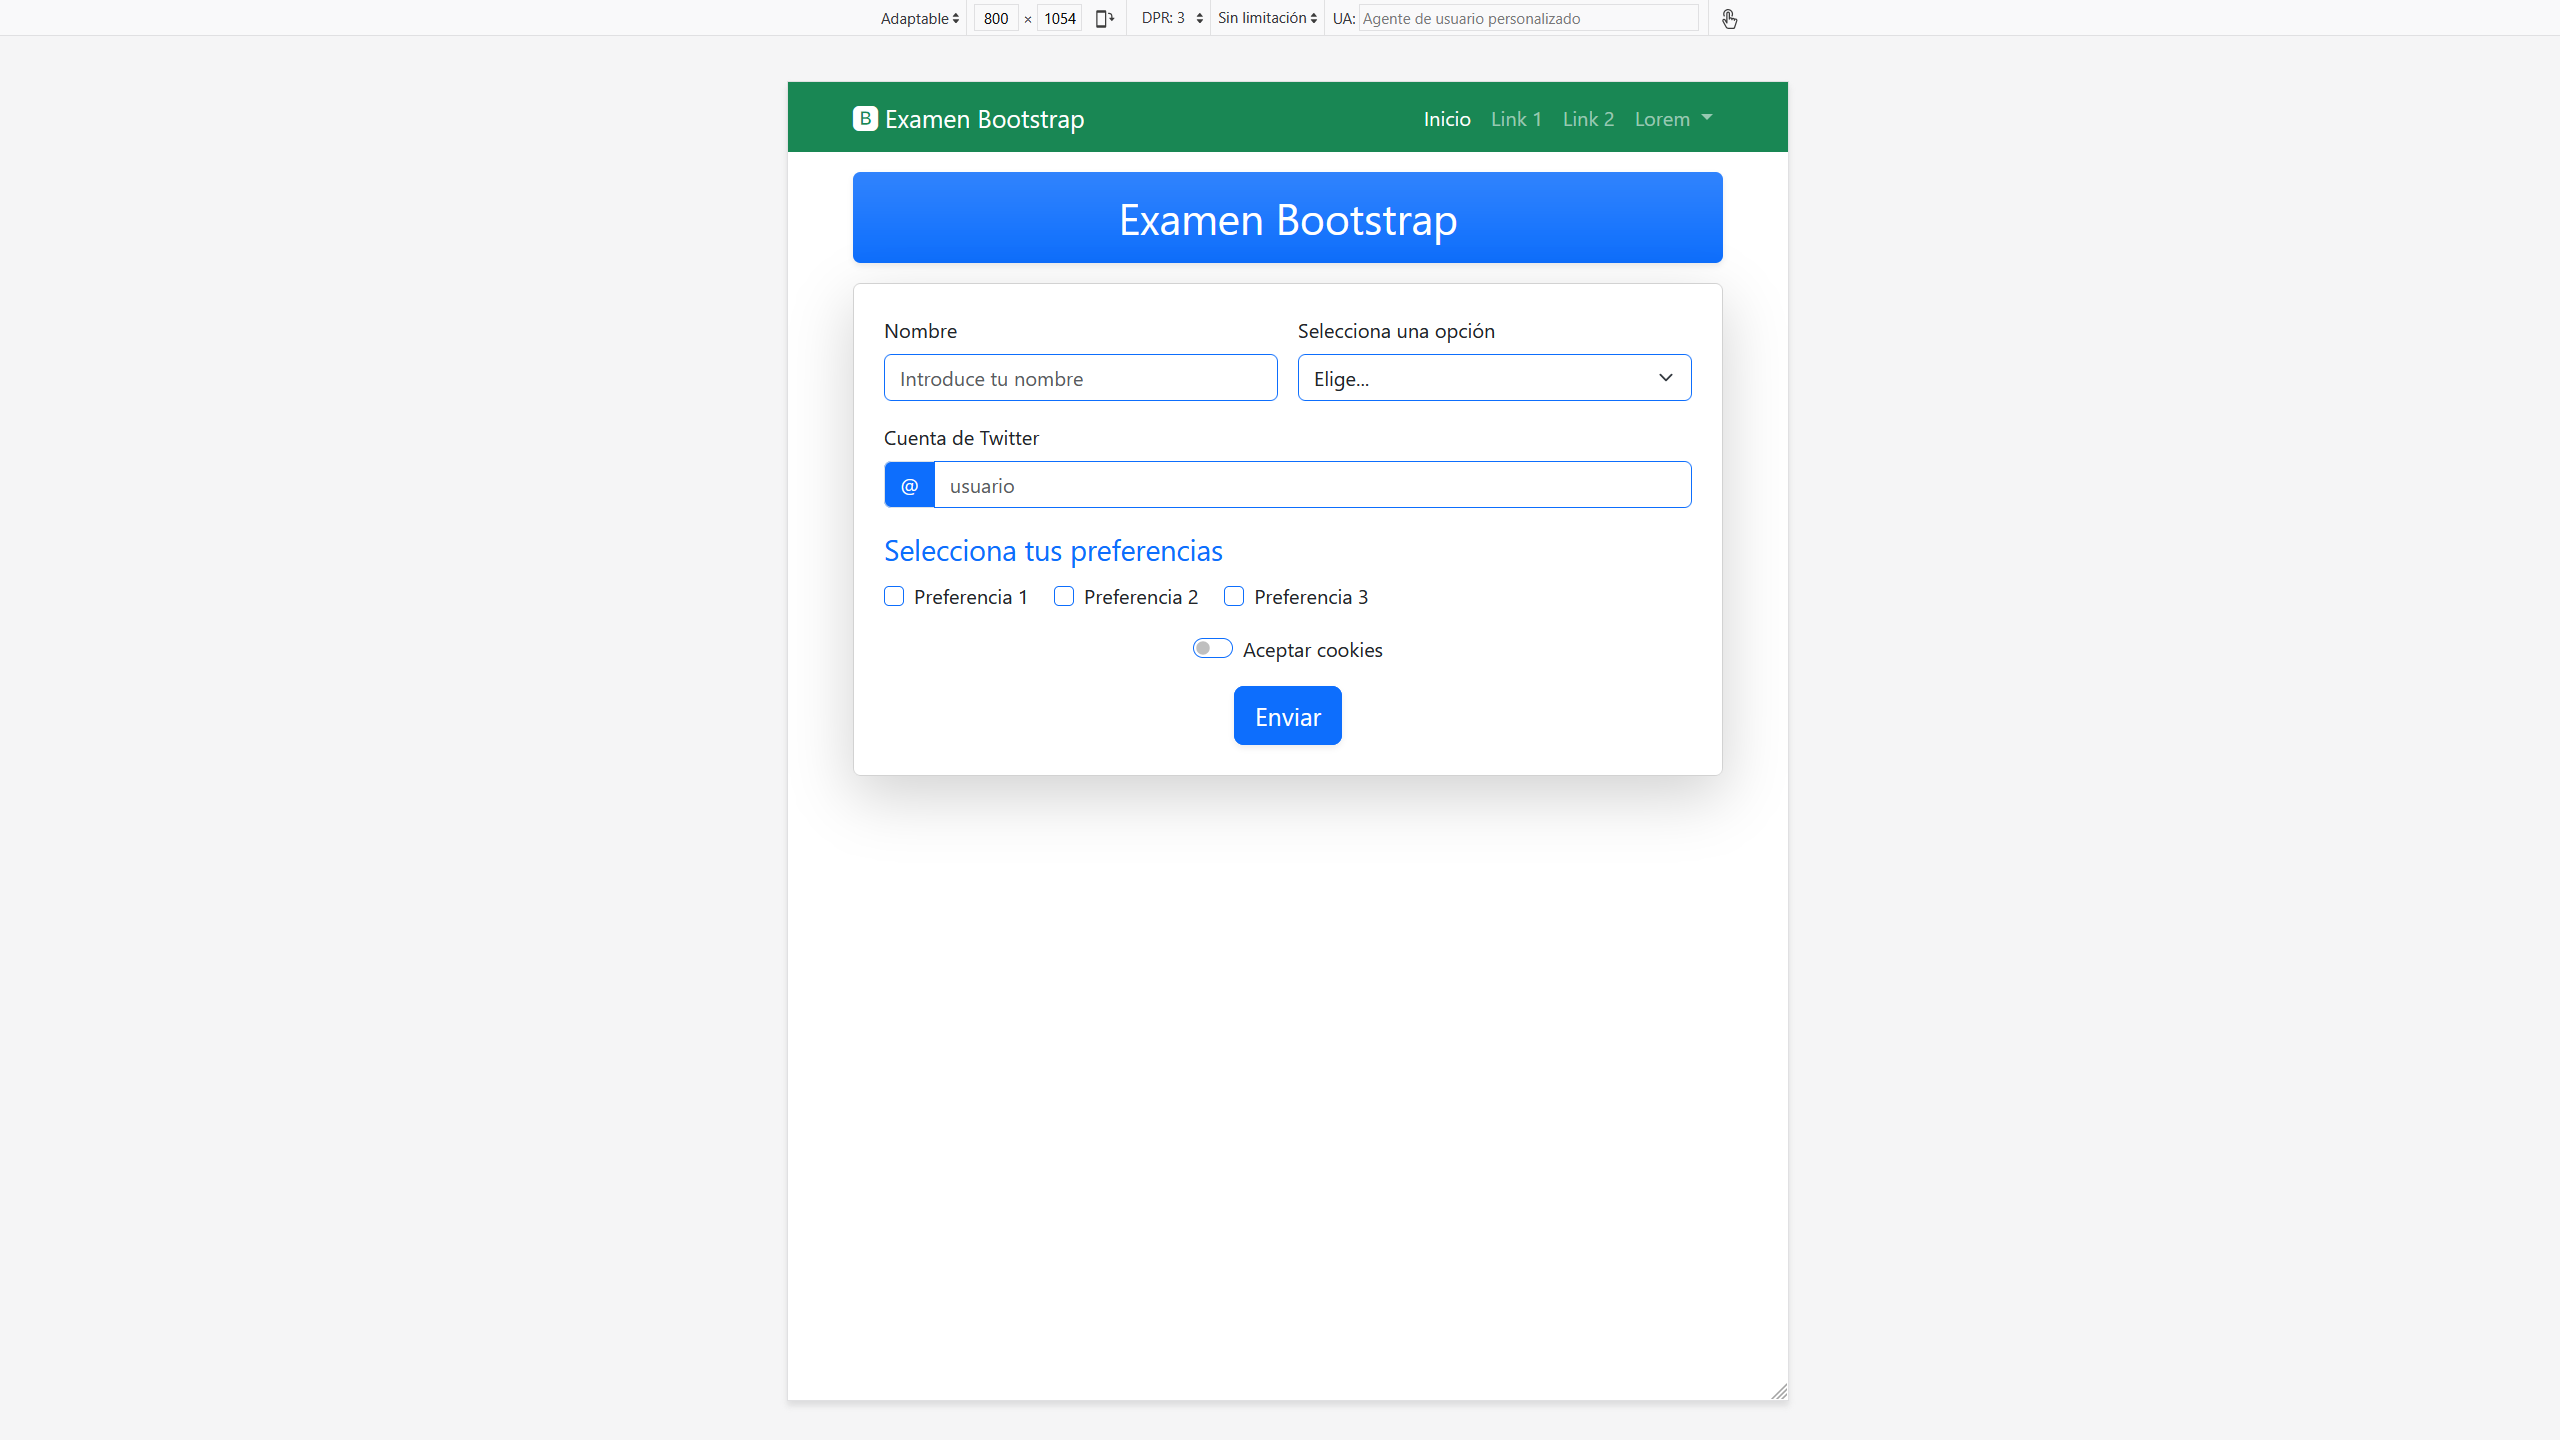 Adaptable 800 × 1054 DPR: 3 Sin limitación UA: Agente de usuario personalizado
B Examen Bootstrap Inicio Link 1 Link 2 Lorem
Examen Bootstrap
Nombre Selecciona una opción
Introduce tu nombre Elige...
Cuenta de Twitter
@ usuario
Selecciona tus preferencias
Preferencia 1 Preferencia 2 Preferencia 3
Aceptar cookies
Enviar